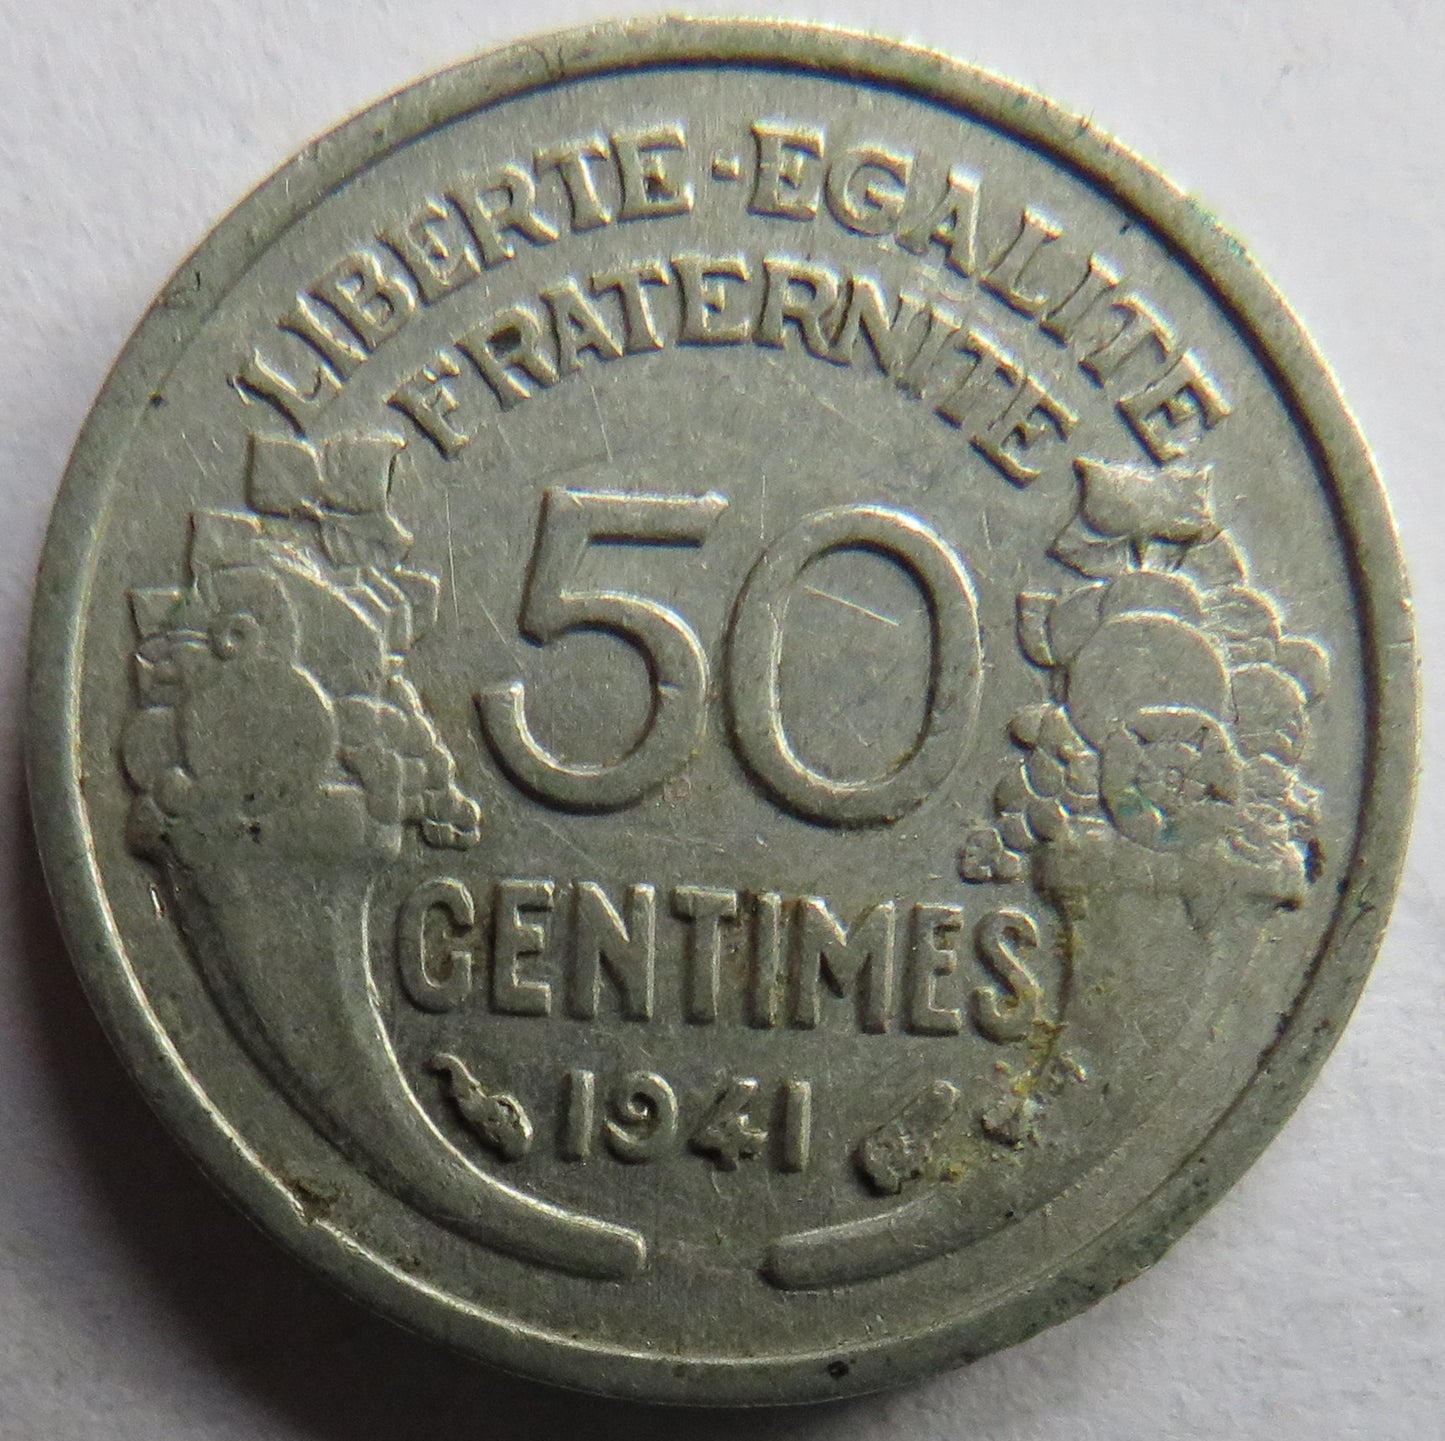 LIBERTE·EGALITE
FRATERNITE
50
CENTIMES
1941